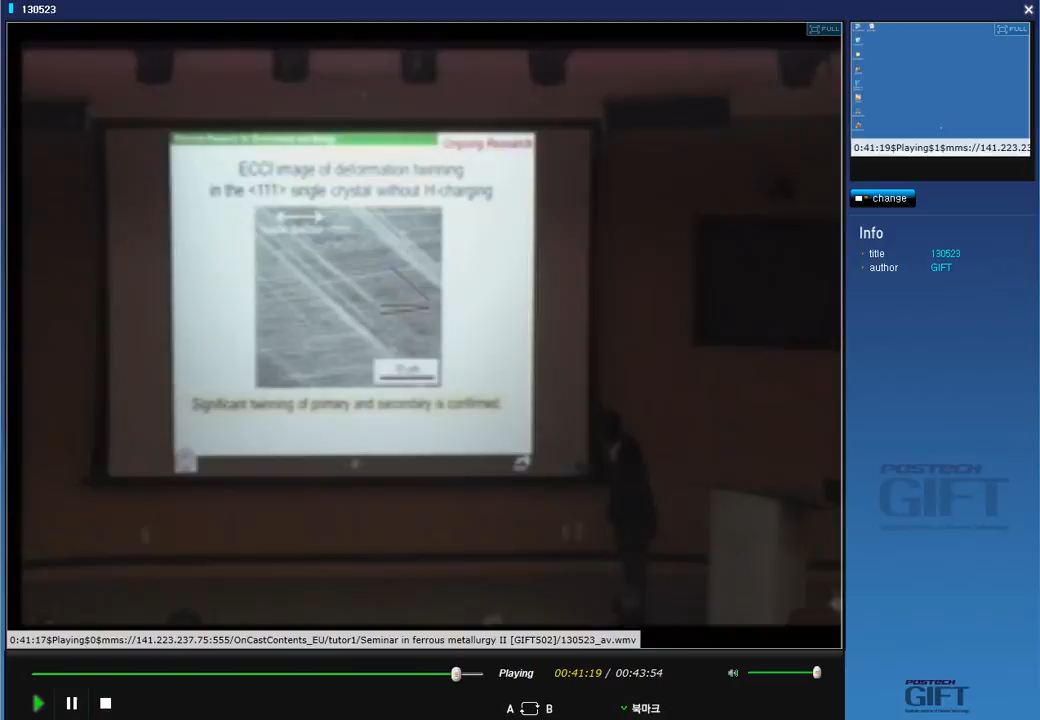 130523
FULL
FULL
Ongoing Research
ECCI image of deformation twinning
in the <111> single crystal without H-charging
Significant twinning of primary and secondary is confirmed.
0:41:19$Playing$1$mms://141.223.23
change
Info
title 130523
author GIFT
POSTECH
GIFT
0:41:17$Playing$0$mms://141.223.237.75:555/OnCastContents_EU/tutor1/Seminar in ferrous metallurgy II [GIFT502]/130523_av.wmv
Playing 00:41:19 / 00:43:54
A B 북마크
POSTECH
GIFT